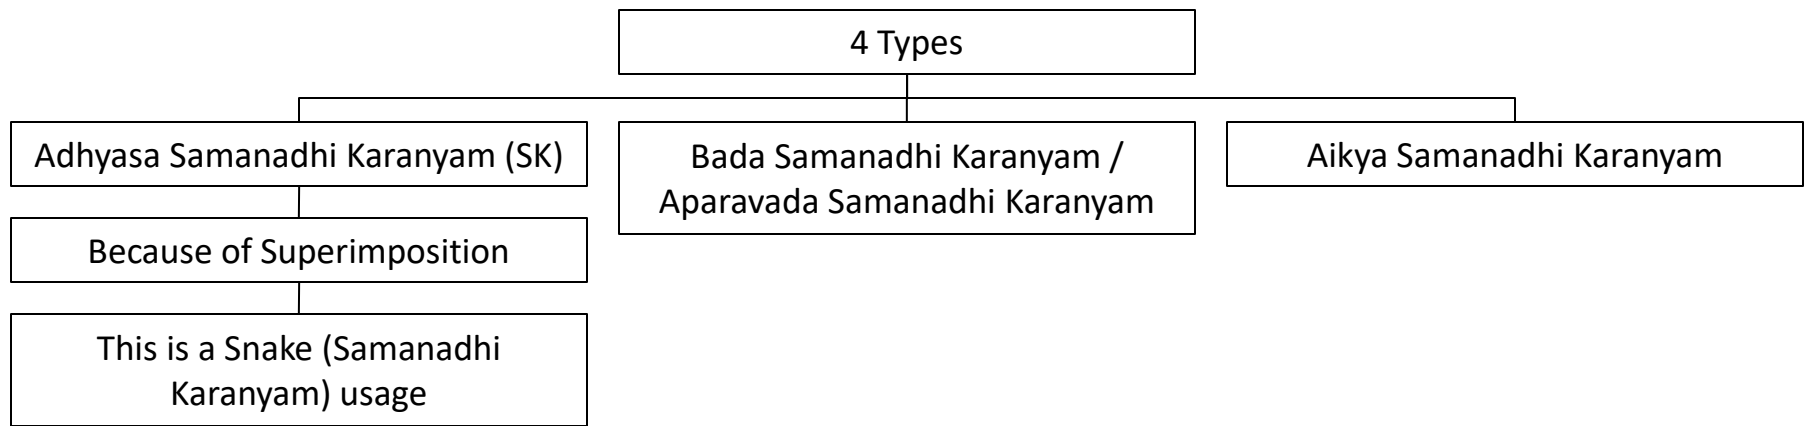 4 Types
Adhyasa Samanadhi Karanyam (SK)
Bada Samanadhi Karanyam /
Aparavada Samanadhi Karanyam
Aikya Samanadhi Karanyam
Because of Superimposition
This is a Snake (Samanadhi
Karanyam) usage